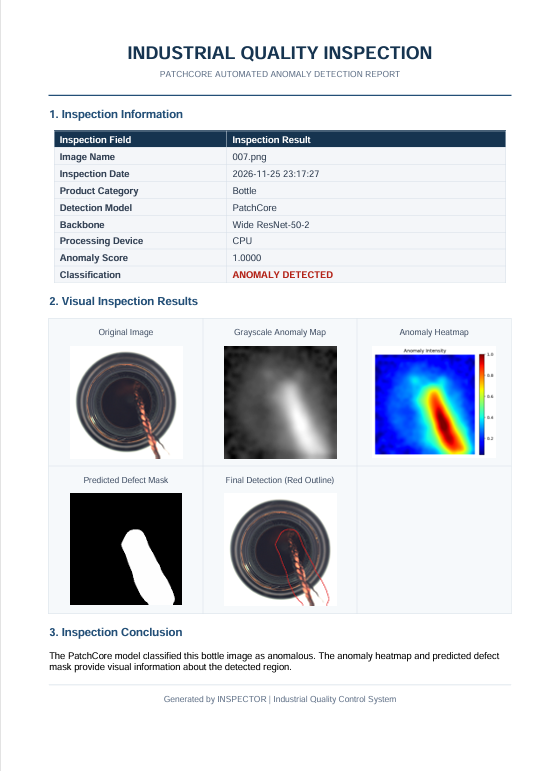 INDUSTRIAL QUALITY INSPECTION
PATCHCORE AUTOMATED ANOMALY DETECTION REPORT
1. Inspection Information
Inspection Field Inspection Result
Image Name 007.png
Inspection Date 2026-11-25 23:17:27
Product Category Bottle
Detection Model PatchCore
Backbone Wide ResNet-50-2
Processing Device CPU
Anomaly Score 1.0000
Classification ANOMALY DETECTED
2. Visual Inspection Results
Original Image Grayscale Anomaly Map Anomaly Heatmap
Anomaly Intensity
1.0
0.8
0.6
0.4
0.2
Predicted Defect Mask Final Detection (Red Outline)
3. Inspection Conclusion
The PatchCore model classified this bottle image as anomalous. The anomaly heatmap and predicted defect
mask provide visual information about the detected region.
Generated by INSPECTOR | Industrial Quality Control System